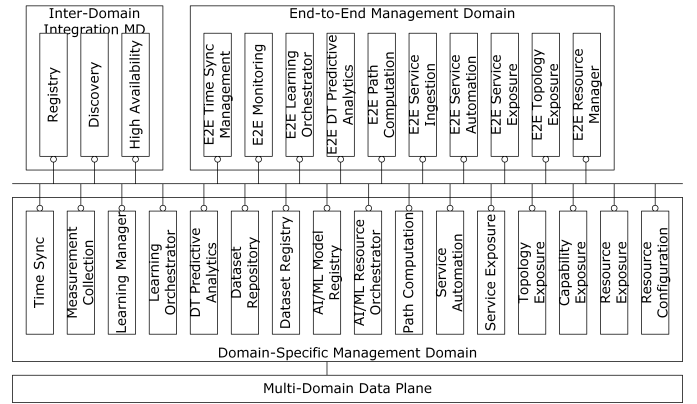 Inter-Domain
Integration MD
Registry
Discovery
High Availability
End-to-End Management Domain
E2E Time Sync
Management
E2E Monitoring
E2E Learning
Orchestrator
E2E DT Predictive
Analytics
E2E Path
Computation
E2E Service
Ingestion
E2E Service
Automation
E2E Service
Exposure
E2E Topology
Exposure
E2E Resource
Manager
Time Sync
Measurement
Collection
Learning Manager
Learning
Orchestrator
DT Predictive
Analytics
Dataset
Repository
Dataset Registry
AI/ML Model
Registry
AI/ML Resource
Orchestrator
Path Computation
Service
Automation
Service Exposure
Topology
Exposure
Capability
Exposure
Resource
Exposure
Resource
Configuration
Domain-Specific Management Domain
Multi-Domain Data Plane